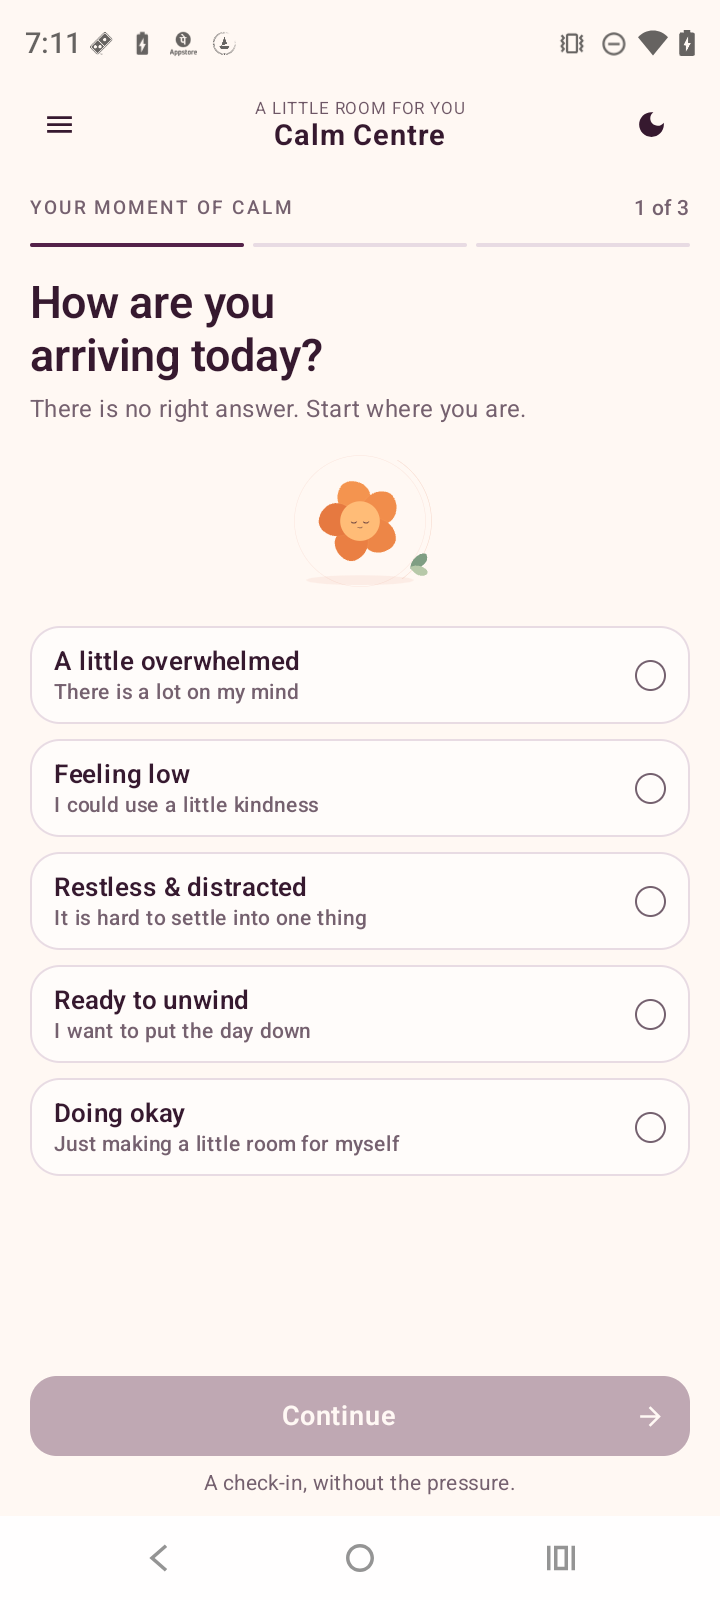 7:11
Appstore
A LITTLE ROOM FOR YOU
Calm Centre
YOUR MOMENT OF CALM
1 of 3
How are you
arriving today?
There is no right answer. Start where you are.
A little overwhelmed
There is a lot on my mind
Feeling low
I could use a little kindness
Restless & distracted
It is hard to settle into one thing
Ready to unwind
I want to put the day down
Doing okay
Just making a little room for myself
Continue
A check-in, without the pressure.